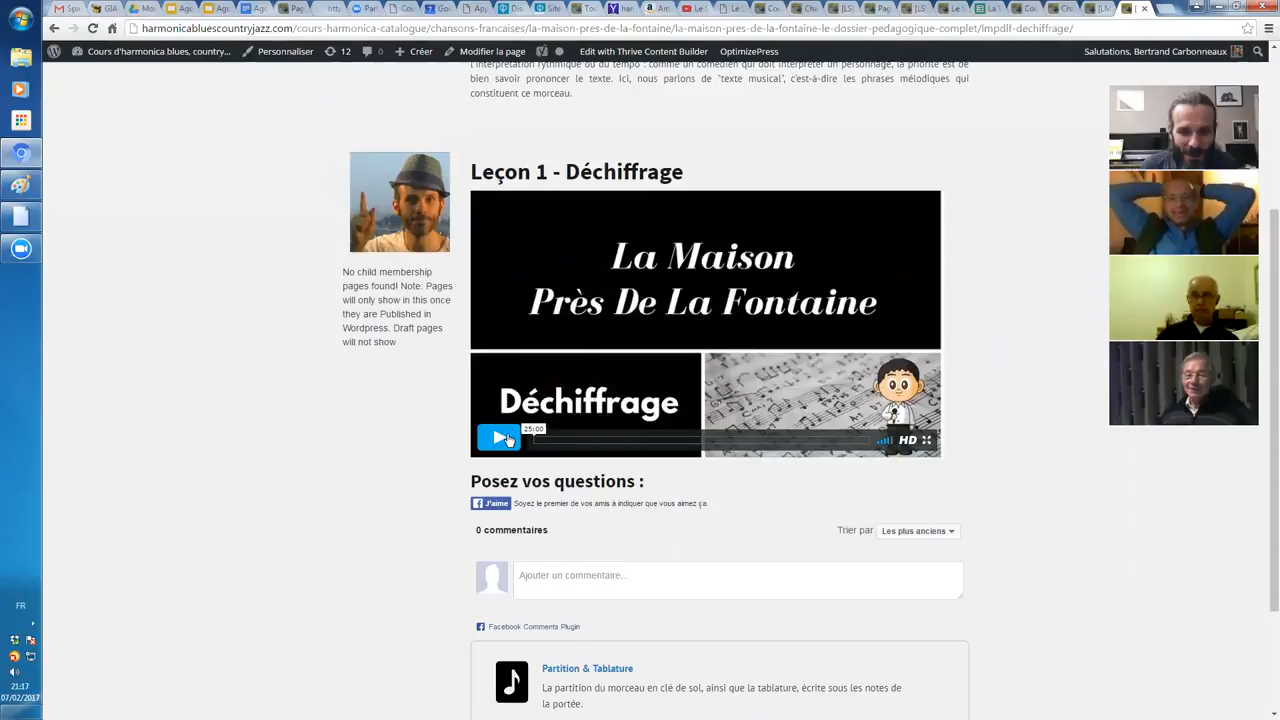 harmonicabluescountryjazz.com/cours-harmonica-catalogue/chansons-francaises/la-maison-pres-de-la-fontaine/la-maison-pres-de-la-fontaine-le-dossier-pedagogique-complet/lmpdlf-dechiffrage/
Cours d'harmonica blues, country... Personnaliser 12 0 Créer Modifier la page Edit with Thrive Content Builder OptimizePress Salutations, Bertrand Carbonneaux
l'interprétation rythmique ou du tempo : comme un comédien qui doit interpréter un personnage, la priorité est de
bien savoir prononcer le texte. Ici, nous parlons de "texte musical", c'est-à-dire les phrases mélodiques qui
constituent ce morceau.
Leçon 1 - Déchiffrage
La Maison
Près De La Fontaine
Déchiffrage
25:00
HD
No child membership
pages found! Note: Pages
will only show in this once
they are Published in
Wordpress. Draft pages
will not show
Posez vos questions :
J'aime Soyez le premier de vos amis à indiquer que vous aimez ça.
0 commentaires
Trier par Les plus anciens
Ajouter un commentaire...
Facebook Comments Plugin
Partition & Tablature
La partition du morceau en clé de sol, ainsi que la tablature, écrite sous les notes de
la portée.
FR
21:17
07/02/2017